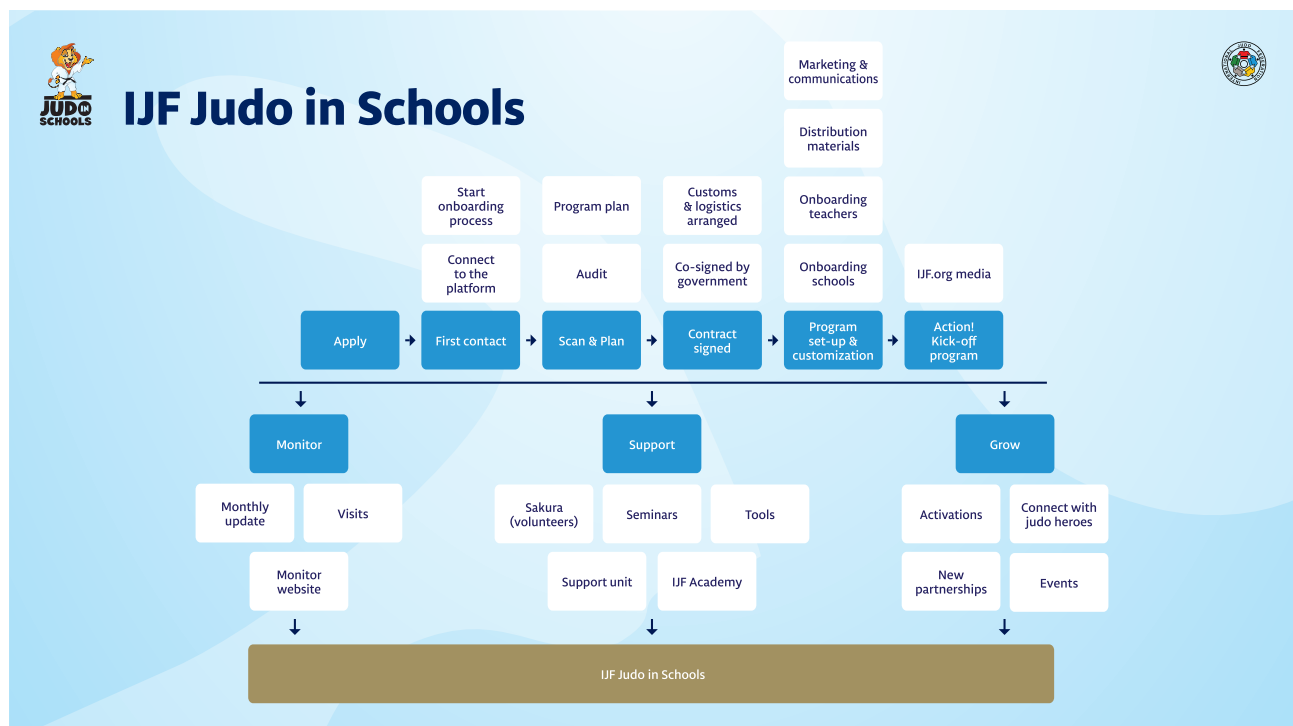 JUDO IN
SCHOOLS
IJF Judo in Schools
INTERNATIONAL JUDO FEDERATION
Marketing &
communications
Distribution
materials
Start
onboarding
process
Program plan
Customs
& logistics
arranged
Onboarding
teachers
Connect
to the
platform
Audit
Co-signed by
government
Onboarding
schools
IJF.org media
Apply
First contact
Scan & Plan
Contract
signed
Program
set-up &
customization
Action!
Kick-off
program
Monitor
Support
Grow
Monthly
update
Visits
Sakura
(volunteers)
Seminars
Tools
Activations
Connect with
judo heroes
Monitor
website
Support unit
IJF Academy
New
partnerships
Events
IJF Judo in Schools